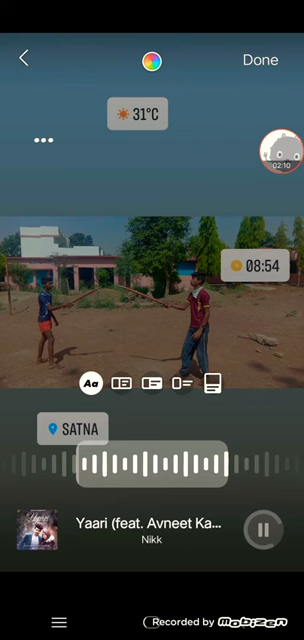 Done
31°C
02:10
08:54
Aa
SATNA
Yaari (feat. Avneet Ka...
Nikk
Recorded by Mobizen